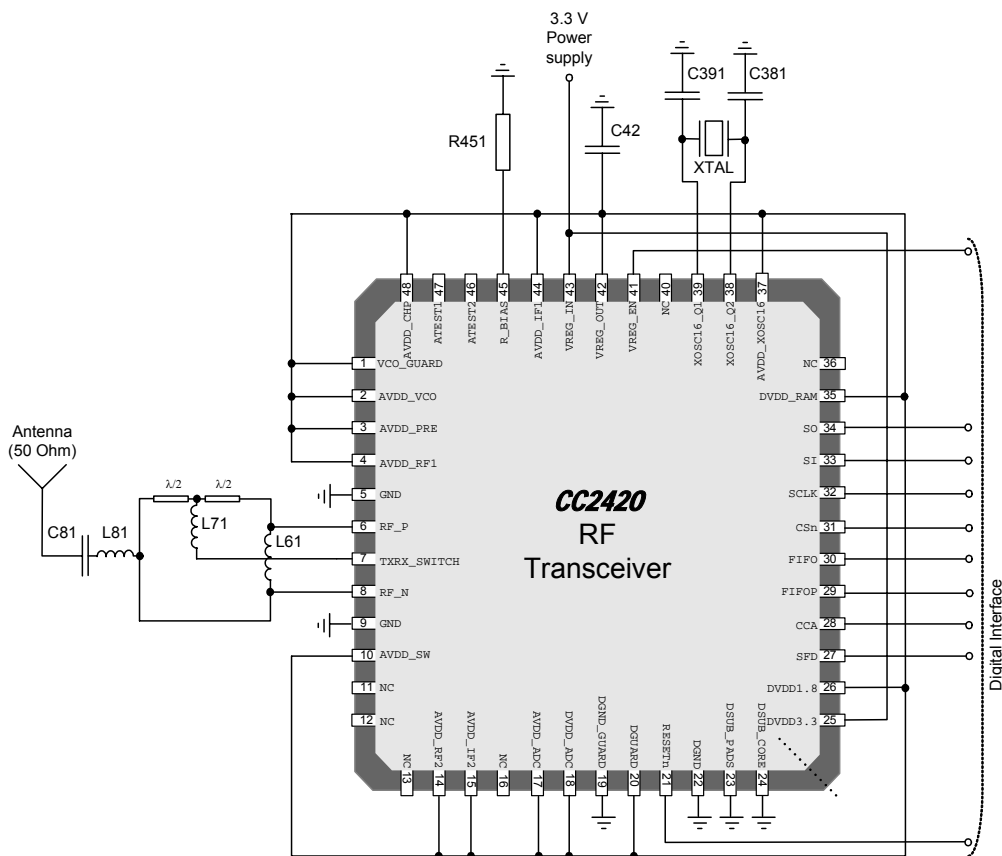 3.3 V
Power
supply
C391
C381
R451
C42
XTAL
48
47
46
45
44
43
42
41
40
39
38
37
AVDD_CHP
ATEST1
ATEST2
R_BIAS
AVDD_IF1
VREG_IN
VREG_OUT
VREG_EN
NC
XOSC16_Q1
XOSC16_Q2
AVDD_XOSC16
1 VCO_GUARD
2 AVDD_VCO
3 AVDD_PRE
4 AVDD_RF1
5 GND
6 RF_P
7 TXRX_SWITCH
8 RF_N
9 GND
10 AVDD_SW
11 NC
12 NC
NC 36
DVDD_RAM 35
SO 34
SI 33
SCLK 32
CSn 31
FIFO 30
FIFOP 29
CCA 28
SFD 27
DVDD1.8 26
DVDD3.3 25
Antenna
(50 Ohm)
λ/2
λ/2
C81
L81
L71
L61
CC2420
RF
Transceiver
Digital Interface
NC
AVDD_RF2
AVDD_IF2
NC
AVDD_ADC
DVDD_ADC
DGND_GUARD
DGUARD
RESETn
DGND
DSUB_PADS
DSUB_CORE
13
14
15
16
17
18
19
20
21
22
23
24